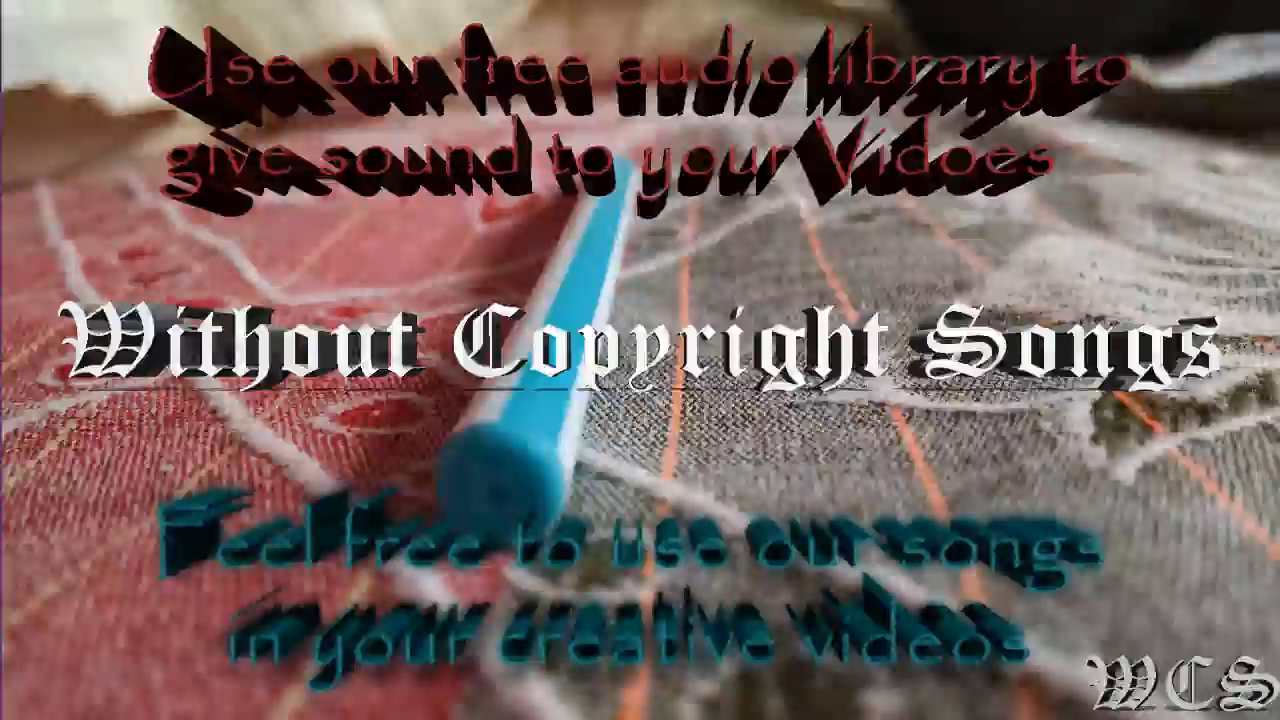 Use our free audio library to
give sound to your Vidoes
Without Copyright Songs
Feel free to use our songs
in your creative videos
WCS